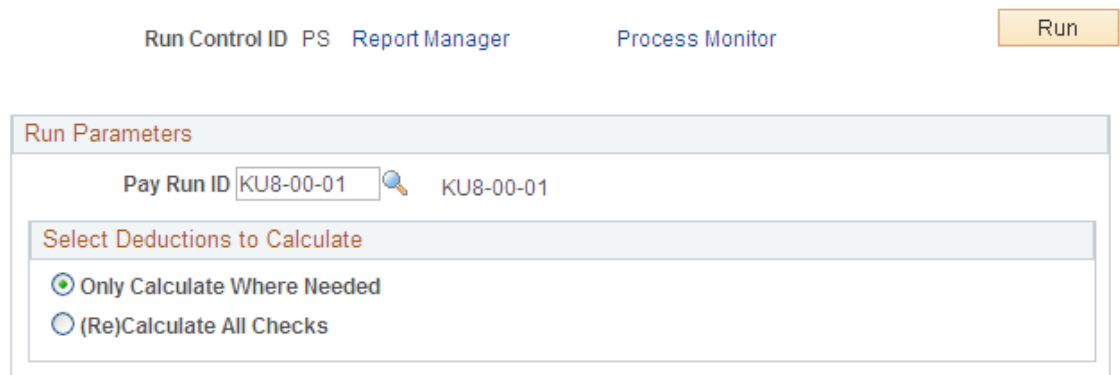 Run Control ID PS Report Manager Process Monitor Run
Run Parameters
Pay Run ID KU8-00-01 KU8-00-01
Select Deductions to Calculate
Only Calculate Where Needed
(Re)Calculate All Checks